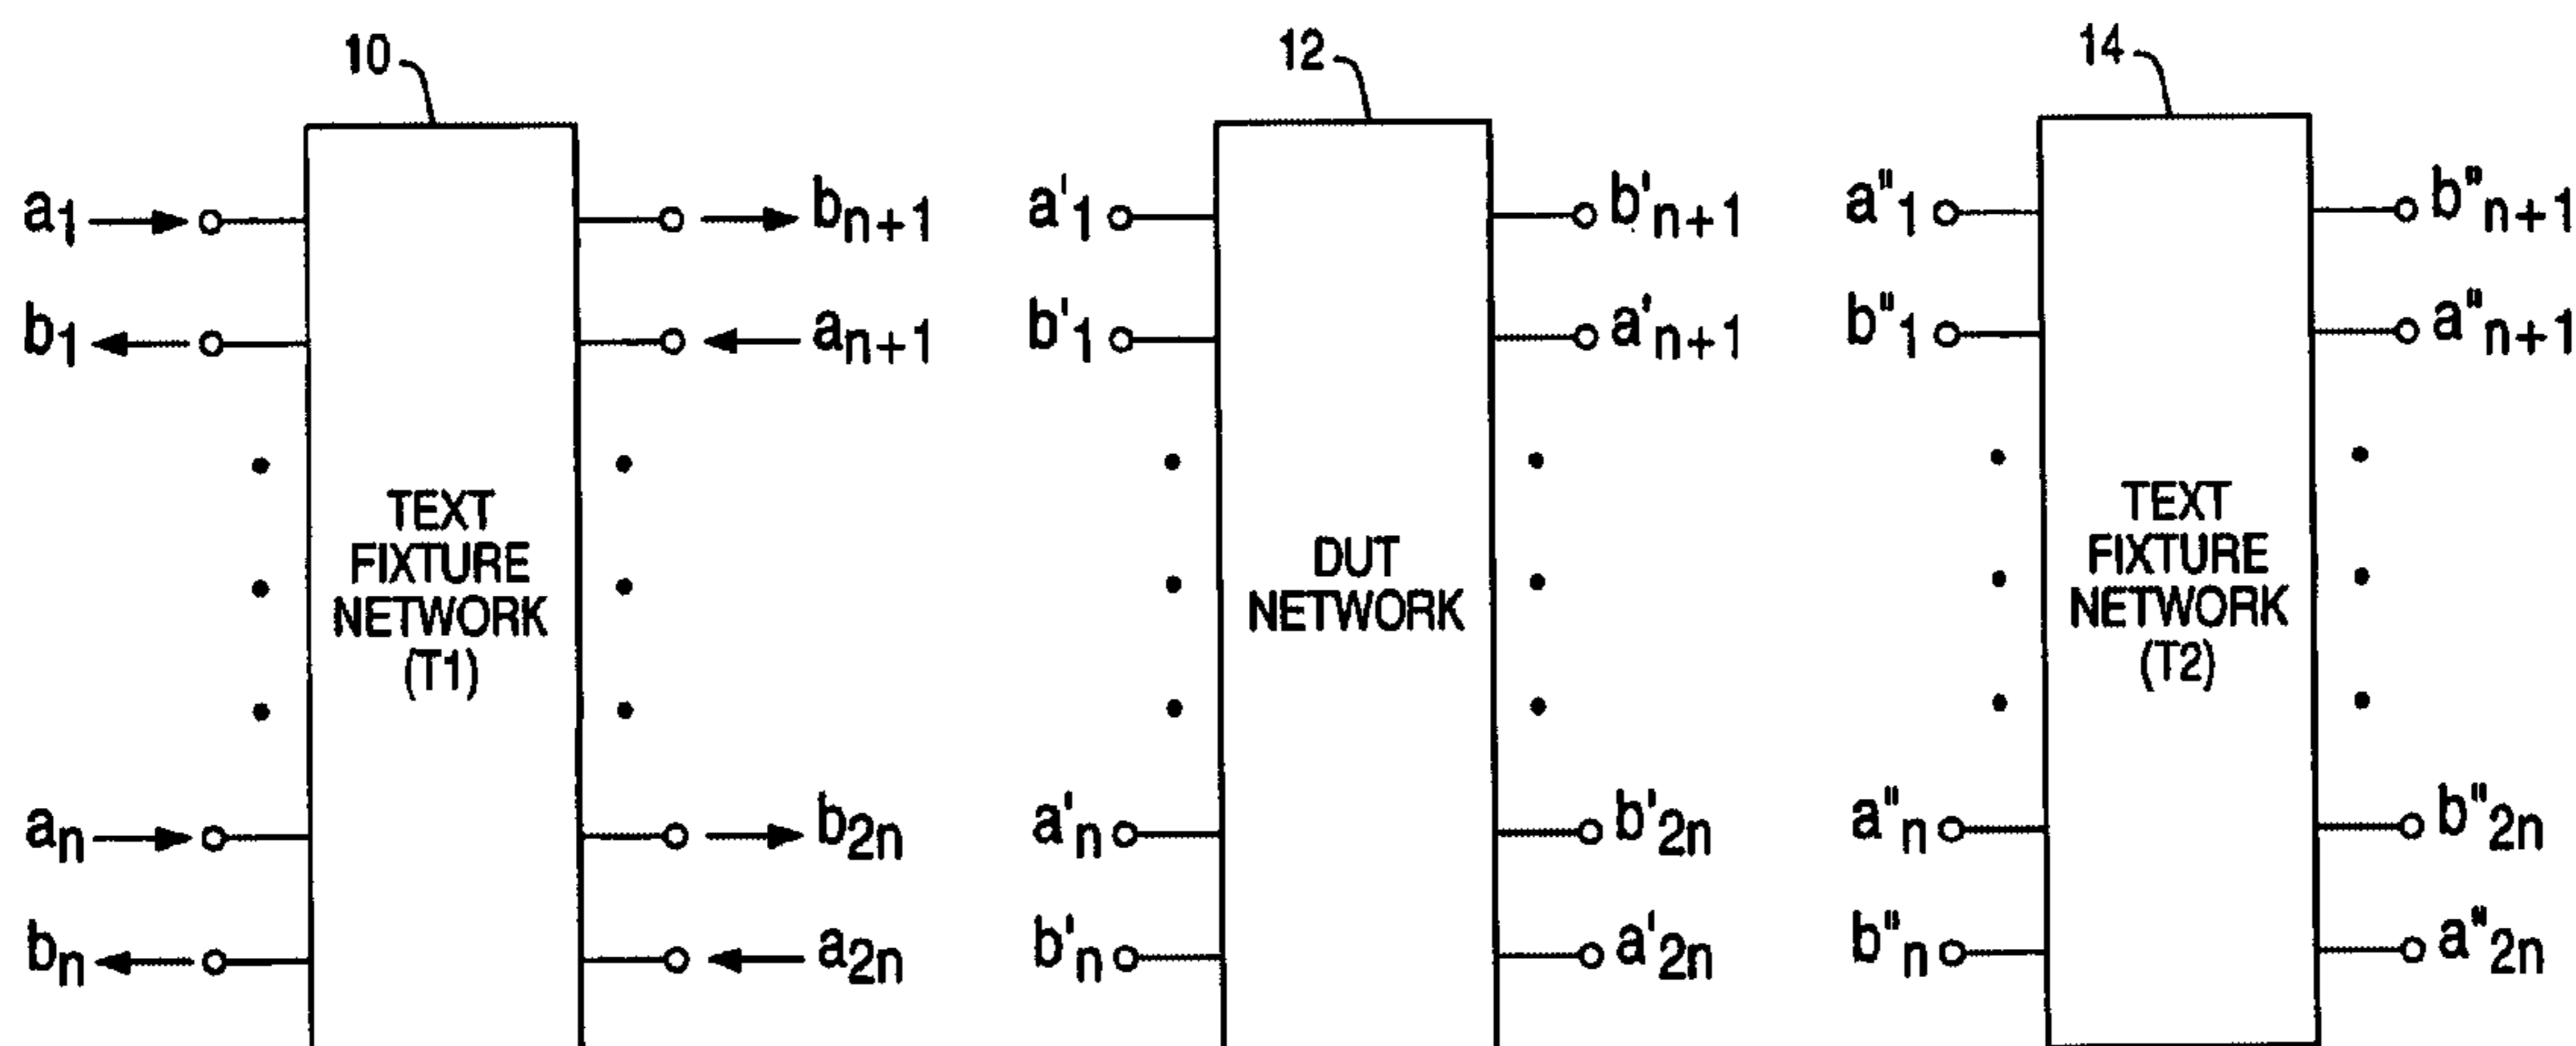 10
12
14
a1
bn+1
a'1
b'n+1
a"1
b"n+1
b1
an+1
b'1
a'n+1
b"1
a"n+1
TEXT
FIXTURE
NETWORK
(T1)
DUT
NETWORK
TEXT
FIXTURE
NETWORK
(T2)
an
b2n
a'n
b'2n
a"n
b"2n
bn
a2n
b'n
a'2n
b"n
a"2n